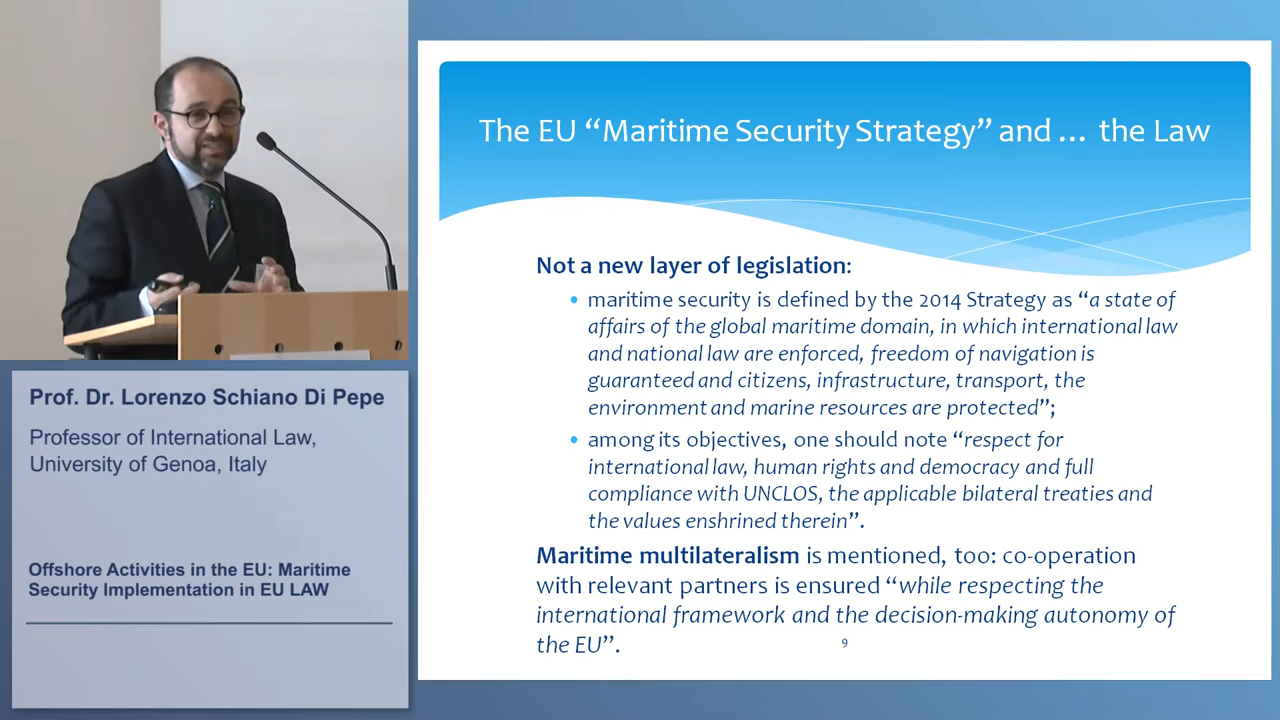 The EU “Maritime Security Strategy” and … the Law
Not a new layer of legislation:
• maritime security is defined by the 2014 Strategy as “a state of
affairs of the global maritime domain, in which international law
and national law are enforced, freedom of navigation is
guaranteed and citizens, infrastructure, transport, the
environment and marine resources are protected”;
• among its objectives, one should note “respect for
international law, human rights and democracy and full
compliance with UNCLOS, the applicable bilateral treaties and
the values enshrined therein”.
Maritime multilateralism is mentioned, too: co-operation
with relevant partners is ensured “while respecting the
international framework and the decision-making autonomy of
the EU”.
9
Prof. Dr. Lorenzo Schiano Di Pepe
Professor of International Law,
University of Genoa, Italy
Offshore Activities in the EU: Maritime
Security Implementation in EU LAW